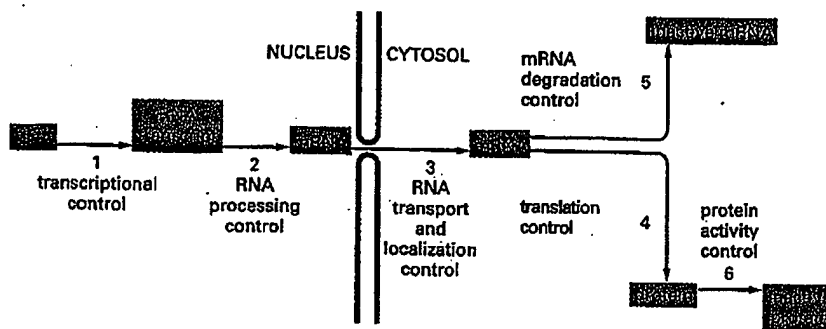 NUCLEUS
CYTOSOL
mRNA
degradation
control
5
1
transcriptional
control
2
RNA
processing
control
3
RNA
transport
and
localization
control
translation
control
4
protein
activity
control
6